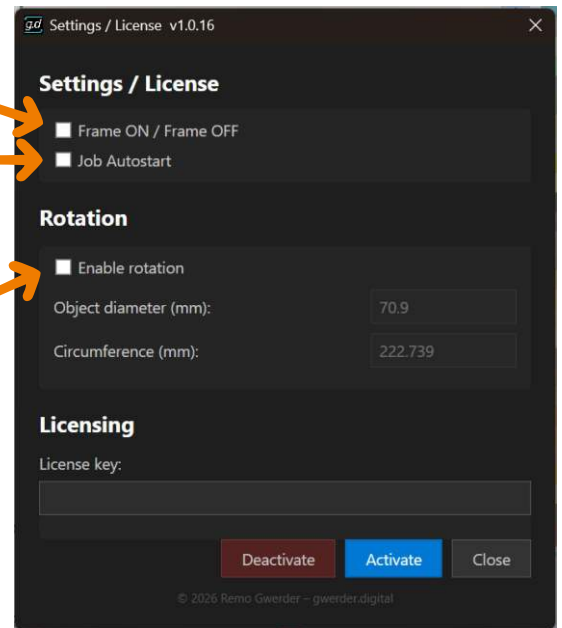 g.d Settings / License v1.0.16
Settings / License
Frame ON / Frame OFF
Job Autostart
Rotation
Enable rotation
Object diameter (mm): 70.9
Circumference (mm): 222.739
Licensing
License key:
Deactivate Activate Close
© 2026 Remo Gwerder – gwerder.digital